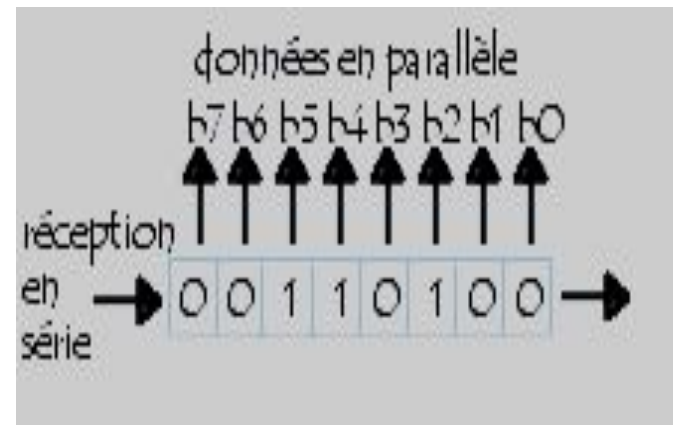 données en parallèle
b7 b6 b5 b4 b3 b2 b1 b0
réception
en
série
0 0 1 1 0 1 0 0